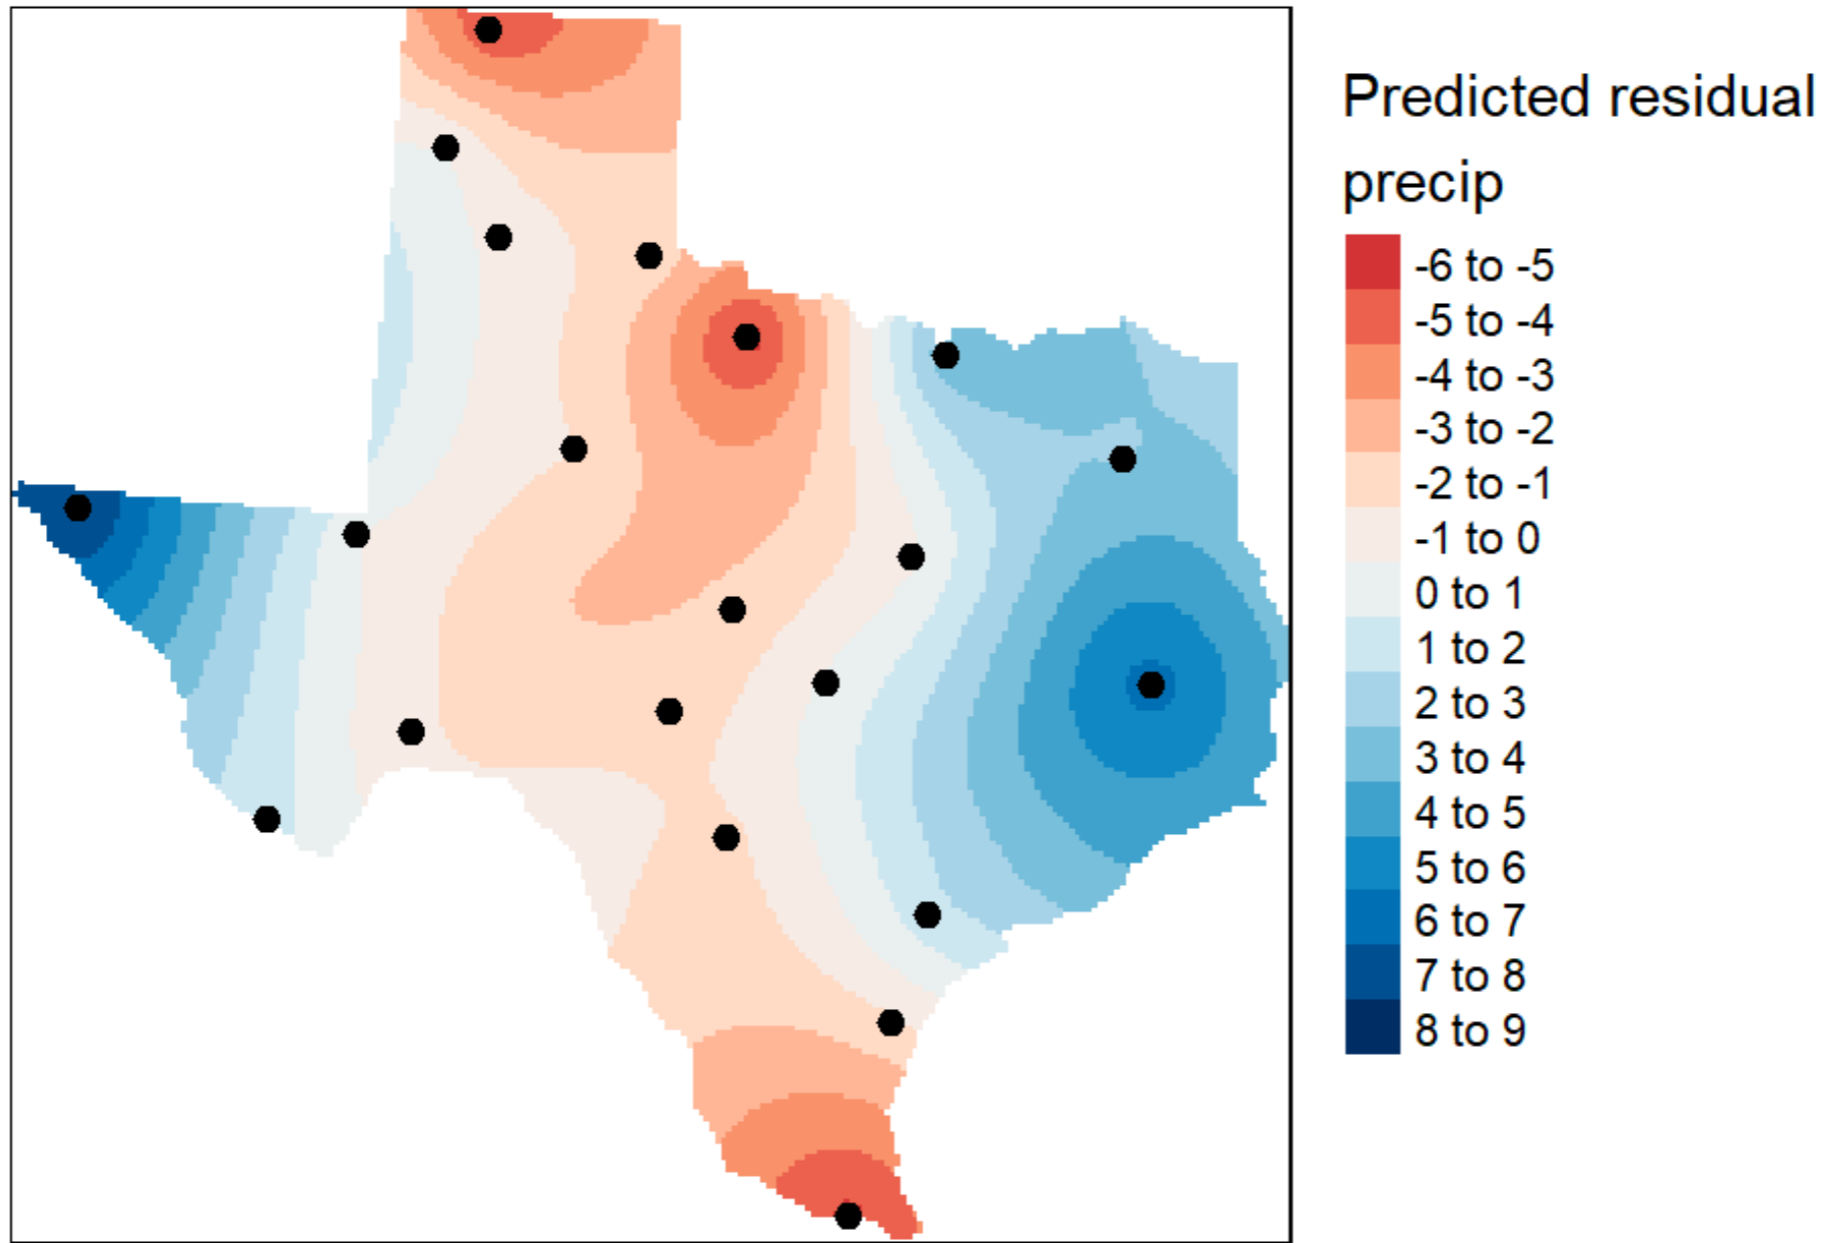 Predicted residual
precip
-6 to -5
-5 to -4
-4 to -3
-3 to -2
-2 to -1
-1 to 0
0 to 1
1 to 2
2 to 3
3 to 4
4 to 5
5 to 6
6 to 7
7 to 8
8 to 9